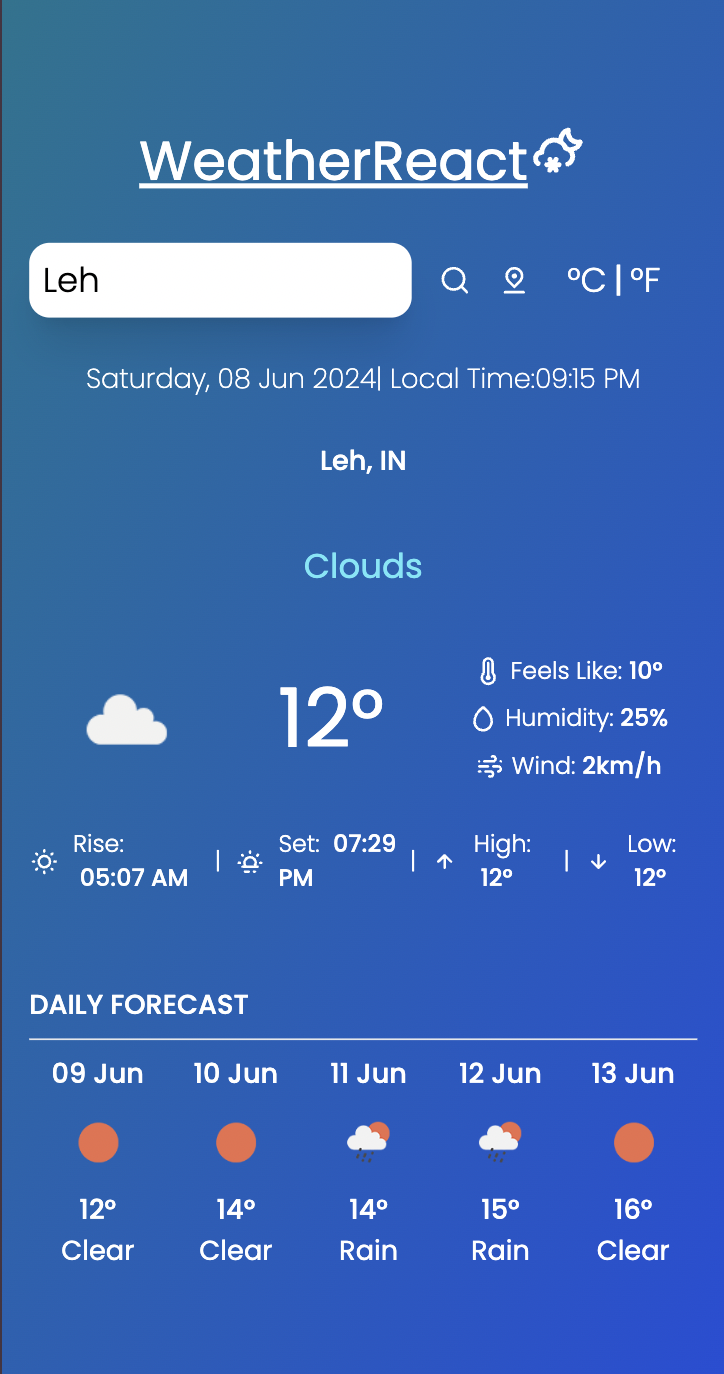 WeatherReact
Leh
°C | °F
Saturday, 08 Jun 2024| Local Time:09:15 PM
Leh, IN
Clouds
12°
Feels Like: 10°
Humidity: 25%
Wind: 2km/h
Rise: 05:07 AM | Set: 07:29 PM | High: 12° | Low: 12°
DAILY FORECAST
09 Jun 10 Jun 11 Jun 12 Jun 13 Jun
12° 14° 14° 15° 16°
Clear Clear Rain Rain Clear